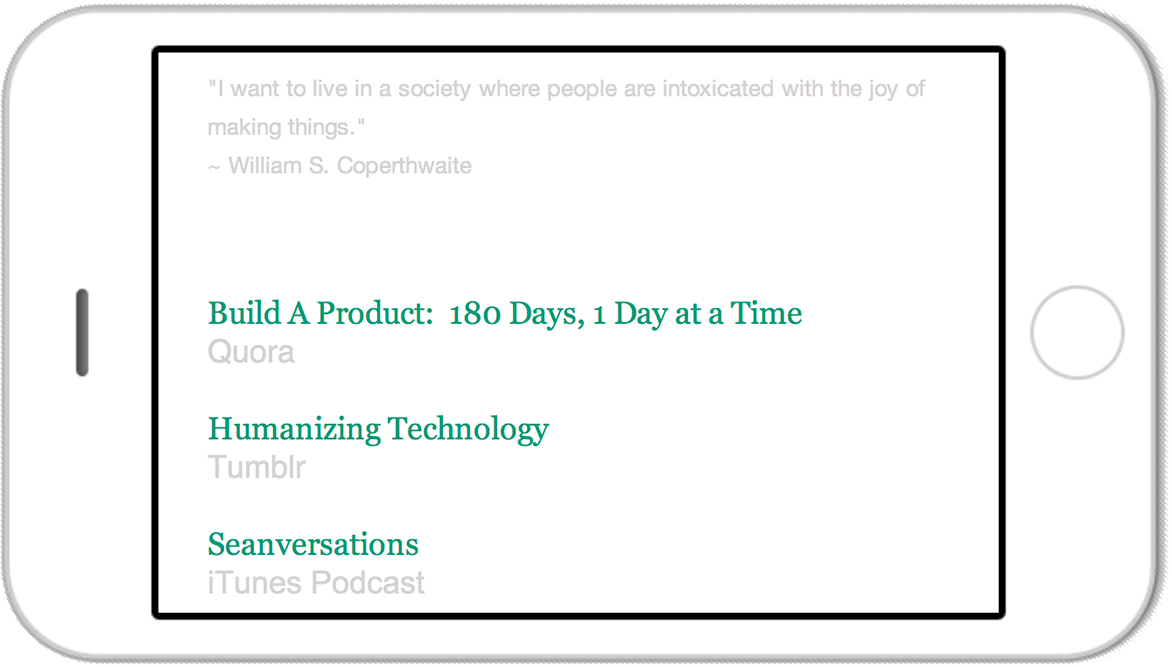 "I want to live in a society where people are intoxicated with the joy of
making things."
~ William S. Coperthwaite
Build A Product:  180 Days, 1 Day at a Time
Quora
Humanizing Technology
Tumblr
Seanversations
iTunes Podcast